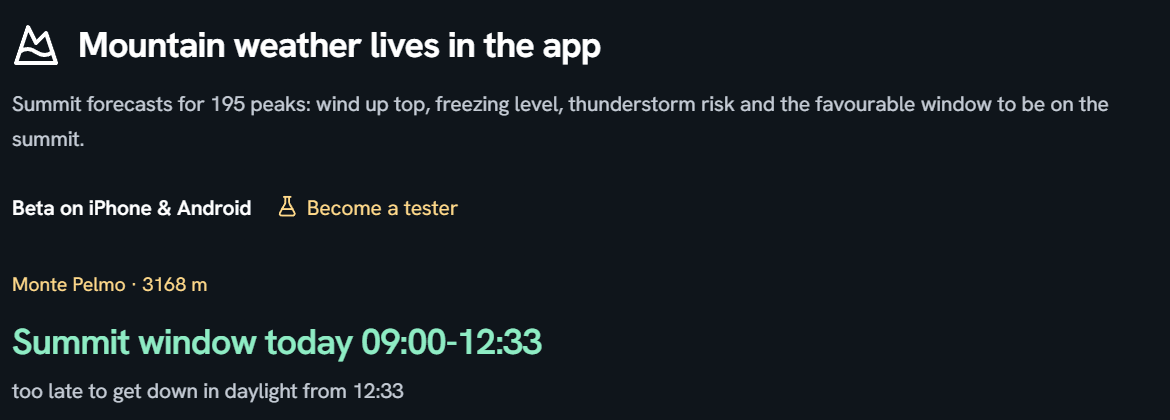 Mountain weather lives in the app
Summit forecasts for 195 peaks: wind up top, freezing level, thunderstorm risk and the favourable window to be on the
summit.
Beta on iPhone & Android Become a tester
Monte Pelmo · 3168 m
Summit window today 09:00-12:33
too late to get down in daylight from 12:33